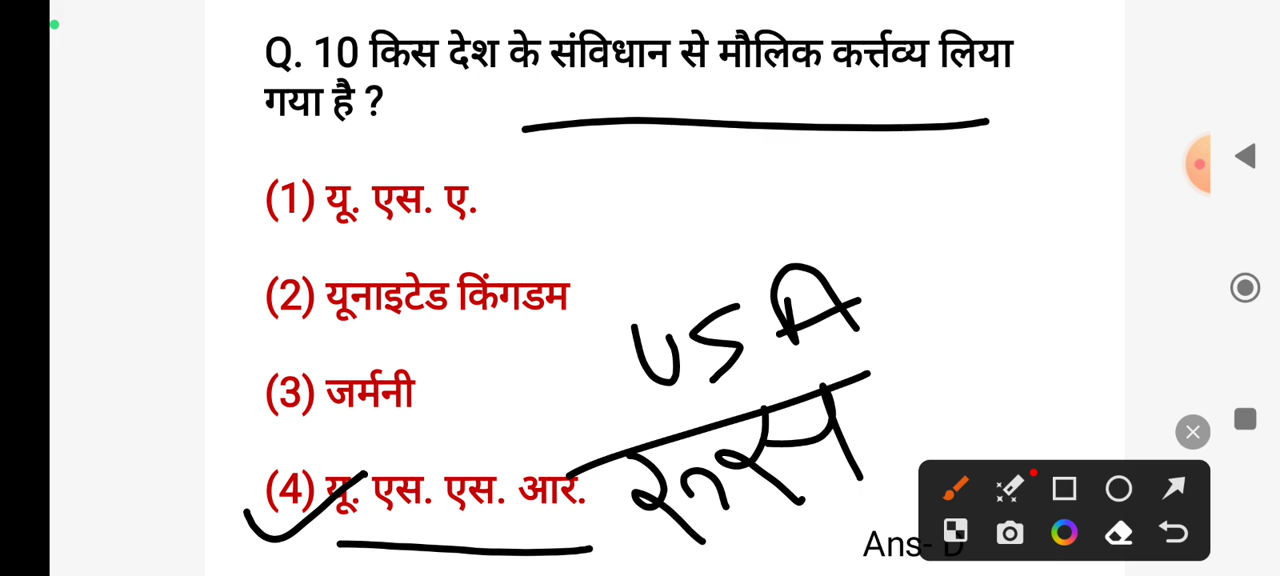 Q. 10 किस देश के संविधान से मौलिक कर्त्तव्य लिया
गया है ?
(1) यू. एस. ए.
(2) यूनाइटेड किंगडम
(3) जर्मनी
(4) यू. एस. एस. आर.
USA
रूस
Ans- D